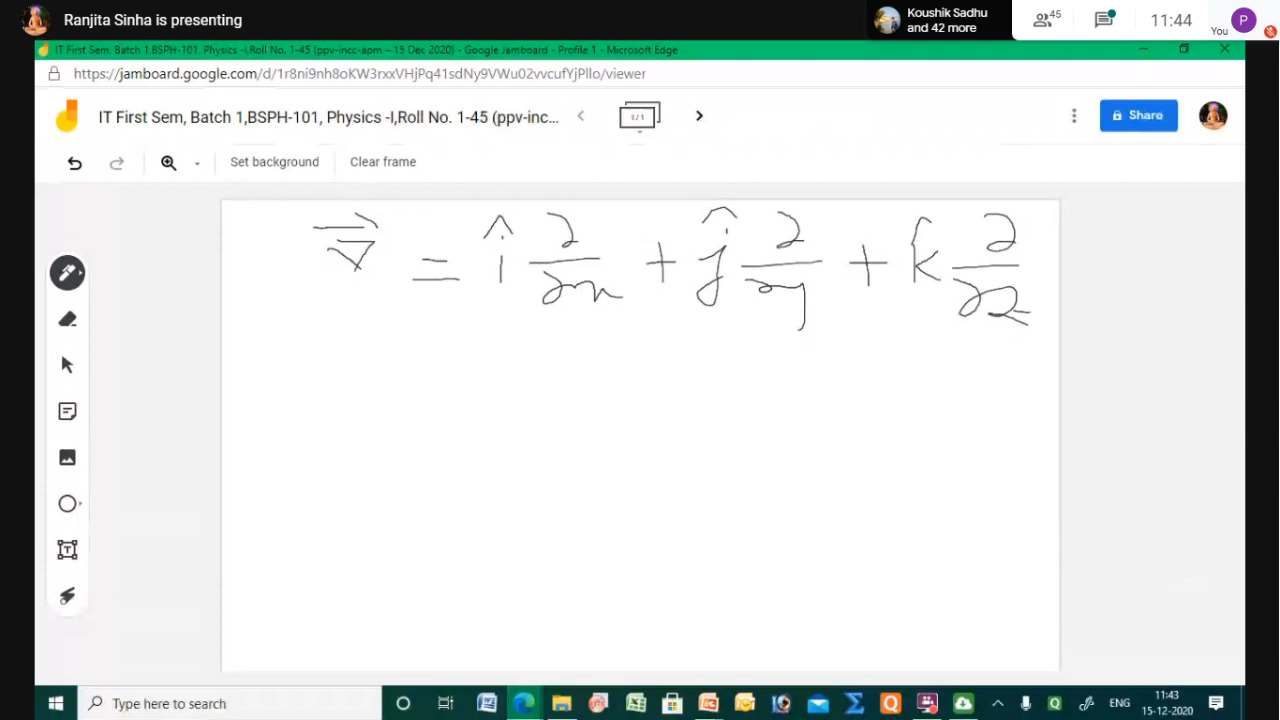 Ranjita Sinha is presenting
Koushik Sadhu
and 42 more
45
11:44
You
P
IT First Sem, Batch 1,BSPH-101, Physics -I,Roll No. 1-45 (ppv-incc-apm – 15 Dec 2020) - Google Jamboard - Profile 1 - Microsoft Edge
https://jamboard.google.com/d/1r8ni9nh8oKW3rxxVHjPq41sdNy9VWu02vvcufYjPllo/viewer
IT First Sem, Batch 1,BSPH-101, Physics -I,Roll No. 1-45 (ppv-inc...
1/1
Share
Set background
Clear frame
∇⃗ = î ∂/∂x + ĵ ∂/∂y + k̂ ∂/∂z
Type here to search
ENG
11:43
15-12-2020